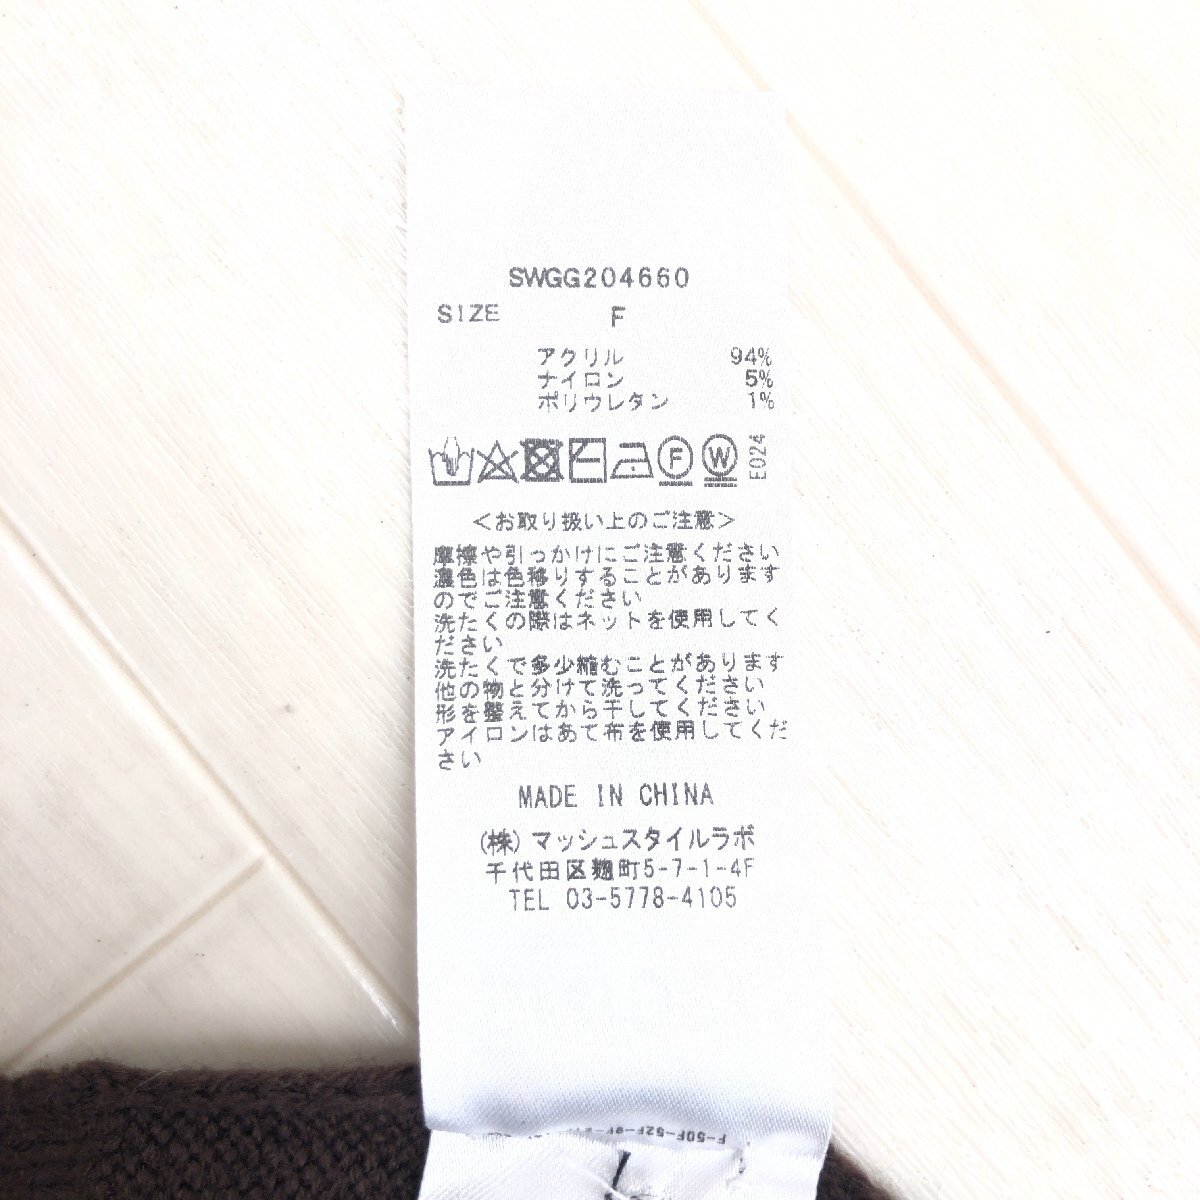 SWGG204660
SIZE F
アクリル 94%
ナイロン 5%
ポリウレタン 1%
F W E024
<お取り扱い上のご注意>
摩擦や引っかけにご注意ください
濃色は色移りすることがあります
のでご注意ください
洗たくの際はネットを使用してく
ださい
洗たくで多少縮むことがあります
他の物と分けて洗ってください
形を整えてから干してください
アイロンはあて布を使用してくだ
さい
MADE IN CHINA
(株)マッシュスタイルラボ
千代田区麹町5-7-1-4F
TEL 03-5778-4105